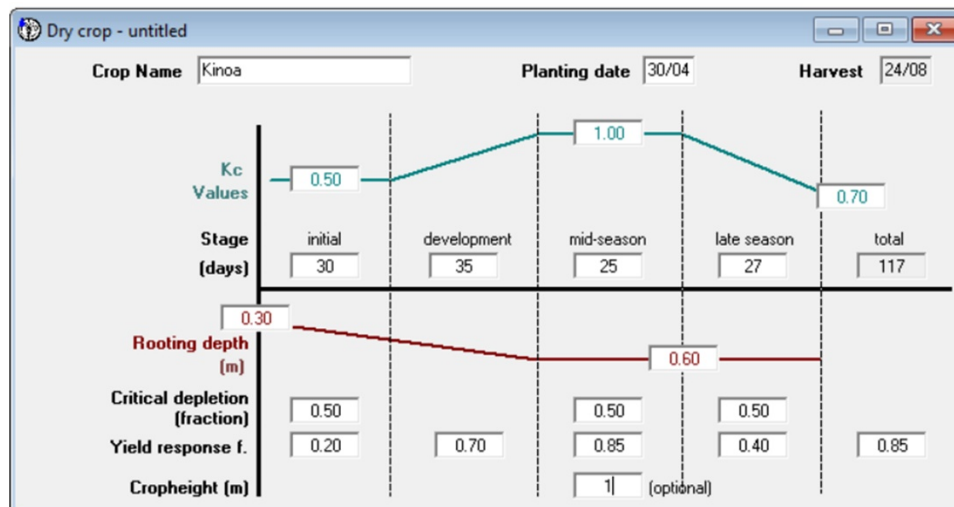 Dry crop - untitled
Crop Name Kinoa Planting date 30/04 Harvest 24/08
Kc
Values
0.50 1.00 0.70
Stage initial development mid-season late season total
(days) 30 35 25 27 117
0.30
Rooting depth
(m)
0.60
Critical depletion
(fraction)
0.50 0.50 0.50
Yield response f. 0.20 0.70 0.85 0.40 0.85
Cropheight (m) 1 (optional)